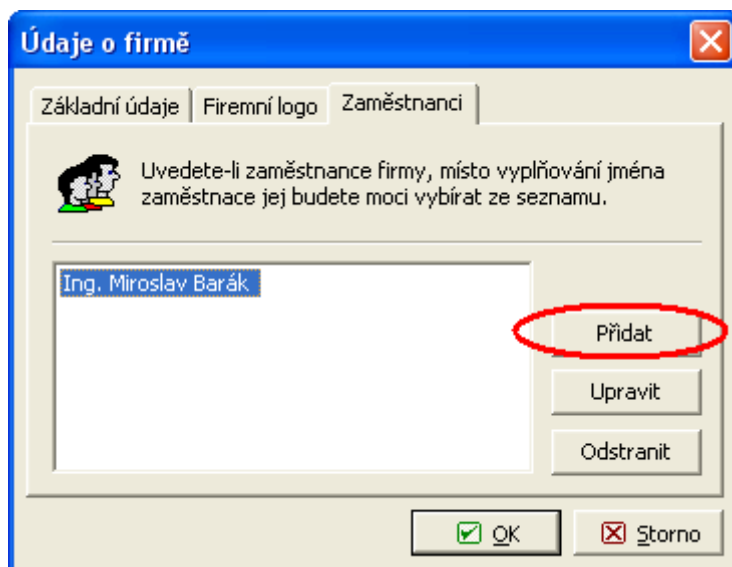 Údaje o firmě
Základní údaje
Firemní logo
Zaměstnanci
Uvedete-li zaměstnance firmy, místo vyplňování jména
zaměstnace jej budete moci vybírat ze seznamu.
Ing. Miroslav Barák
Přidat
Upravit
Odstranit
OK
Storno